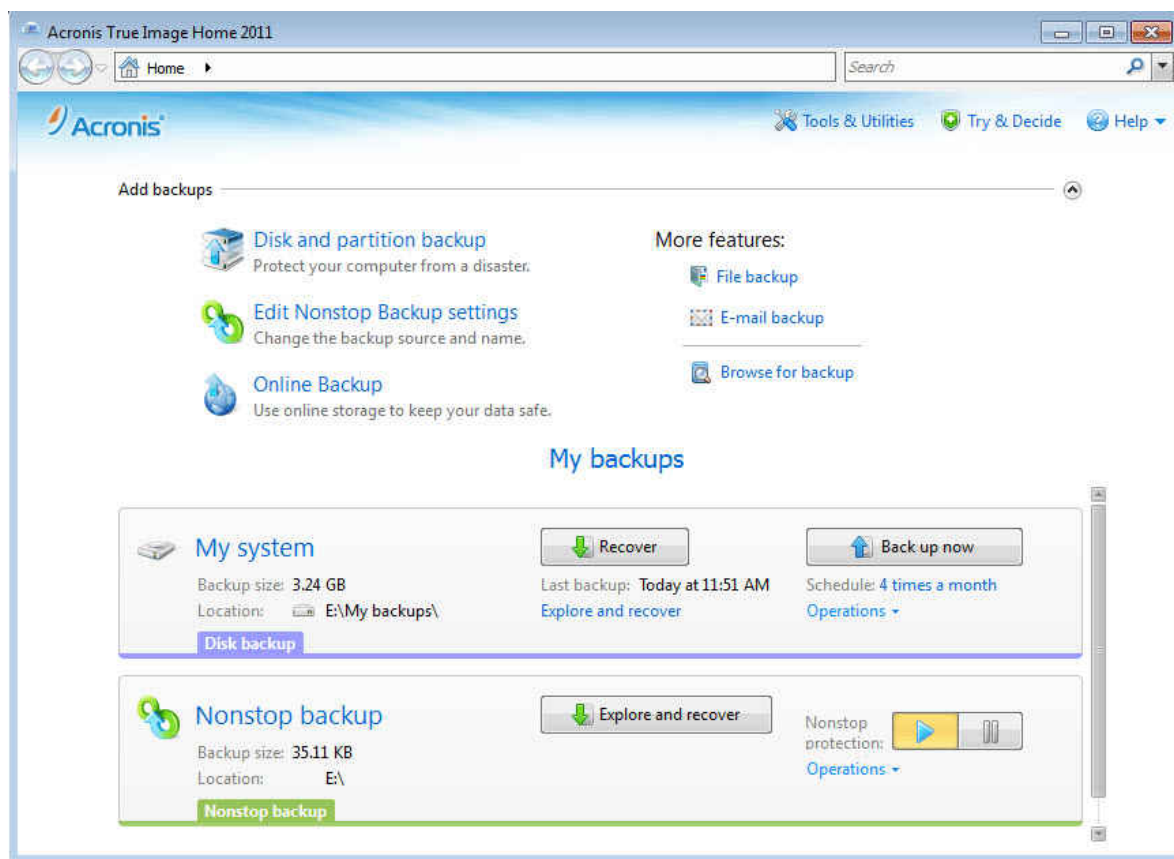 Acronis True Image Home 2011
Home
Search
Acronis
Tools & Utilities
Try & Decide
Help
Add backups
Disk and partition backup
Protect your computer from a disaster.
Edit Nonstop Backup settings
Change the backup source and name.
Online Backup
Use online storage to keep your data safe.
More features:
File backup
E-mail backup
Browse for backup
My backups
My system
Backup size: 3.24 GB
Location: E:\My backups\
Disk backup
Recover
Last backup: Today at 11:51 AM
Explore and recover
Back up now
Schedule: 4 times a month
Operations
Nonstop backup
Backup size: 35.11 KB
Location: E:\
Nonstop backup
Explore and recover
Nonstop
protection:
Operations